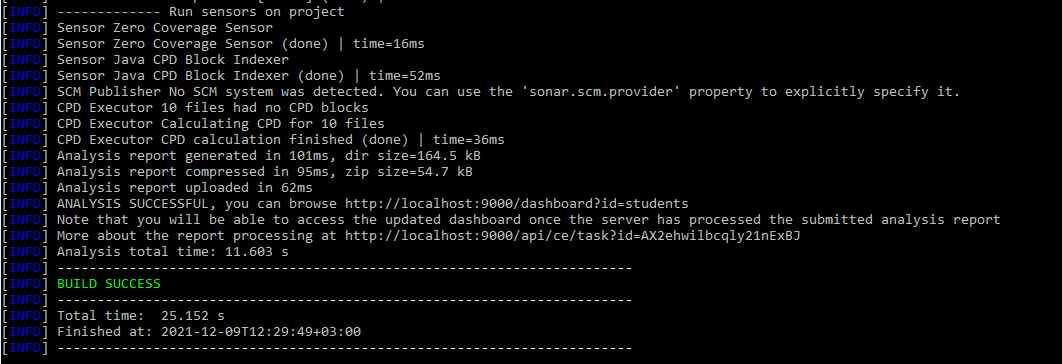 [INFO] ------------- Run sensors on project
[INFO] Sensor Zero Coverage Sensor
[INFO] Sensor Zero Coverage Sensor (done) | time=16ms
[INFO] Sensor Java CPD Block Indexer
[INFO] Sensor Java CPD Block Indexer (done) | time=52ms
[INFO] SCM Publisher No SCM system was detected. You can use the 'sonar.scm.provider' property to explicitly specify it.
[INFO] CPD Executor 10 files had no CPD blocks
[INFO] CPD Executor Calculating CPD for 10 files
[INFO] CPD Executor CPD calculation finished (done) | time=36ms
[INFO] Analysis report generated in 101ms, dir size=164.5 kB
[INFO] Analysis report compressed in 95ms, zip size=54.7 kB
[INFO] Analysis report uploaded in 62ms
[INFO] ANALYSIS SUCCESSFUL, you can browse http://localhost:9000/dashboard?id=students
[INFO] Note that you will be able to access the updated dashboard once the server has processed the submitted analysis report
[INFO] More about the report processing at http://localhost:9000/api/ce/task?id=AX2ehwilbcqly21nExBJ
[INFO] Analysis total time: 11.603 s
[INFO] ------------------------------------------------------------------------
[INFO] BUILD SUCCESS
[INFO] ------------------------------------------------------------------------
[INFO] Total time:  25.152 s
[INFO] Finished at: 2021-12-09T12:29:49+03:00
[INFO] ------------------------------------------------------------------------